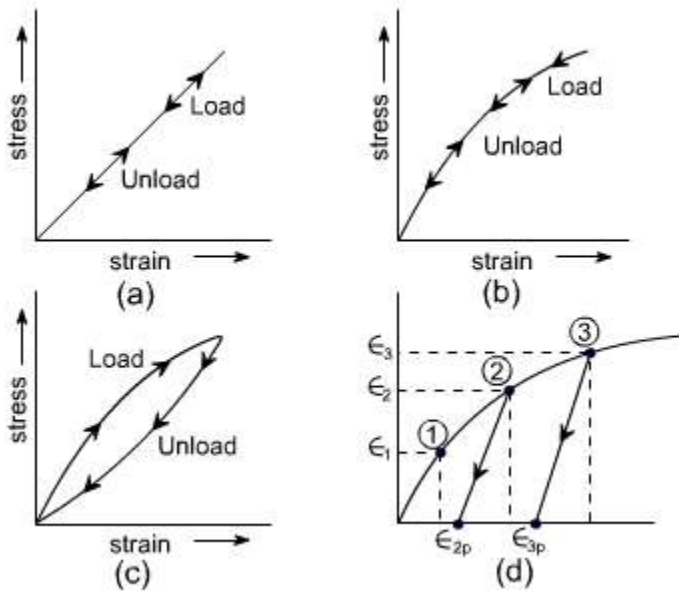 stress
Load
Unload
strain
(a)
stress
Load
Unload
strain
(b)
stress
Load
Unload
strain
(c)
∈3
∈2
∈1
1
2
3
∈2p
∈3p
(d)